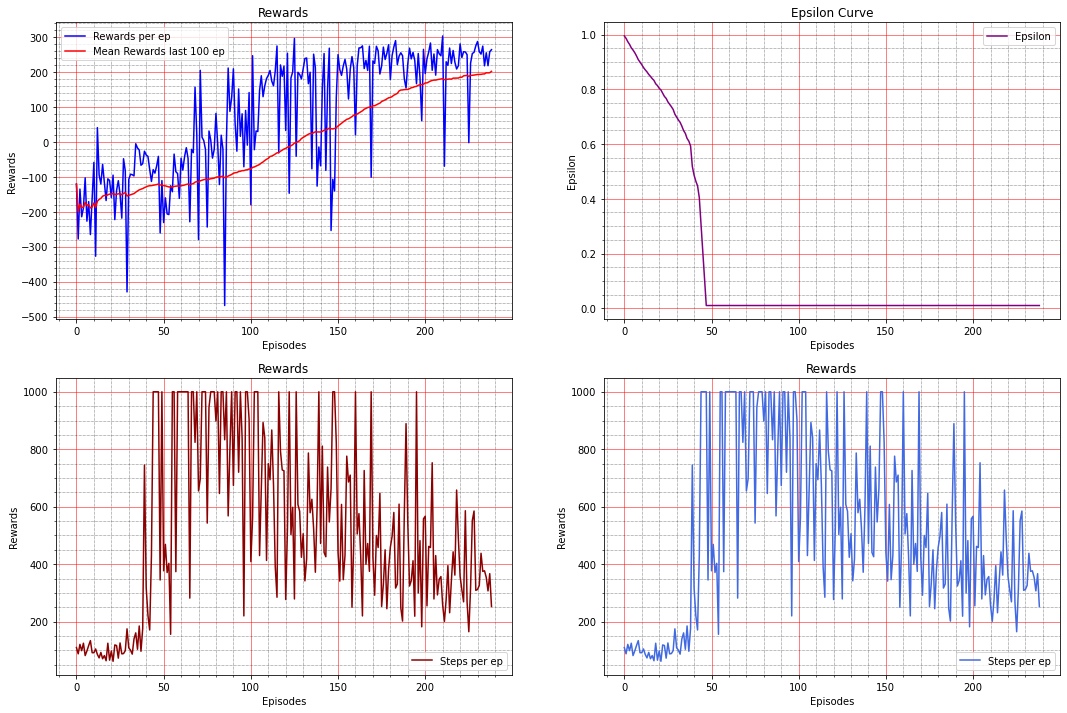 Rewards
Rewards per ep
Mean Rewards last 100 ep
300
200
100
0
−100
−200
−300
−400
−500
Rewards
0
50
100
150
200
Episodes
Epsilon Curve
Epsilon
1.0
0.8
0.6
0.4
0.2
0.0
Epsilon
0
50
100
150
200
Episodes
Rewards
1000
800
600
400
200
Rewards
Steps per ep
0
50
100
150
200
Episodes
Rewards
1000
800
600
400
200
Rewards
Steps per ep
0
50
100
150
200
Episodes